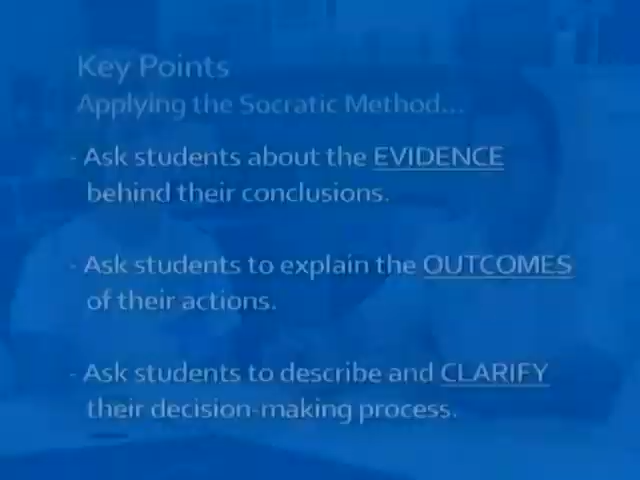 Key Points
Applying the Socratic Method...
- Ask students about the EVIDENCE
behind their conclusions.
- Ask students to explain the OUTCOMES
of their actions.
- Ask students to describe and CLARIFY
their decision-making process.